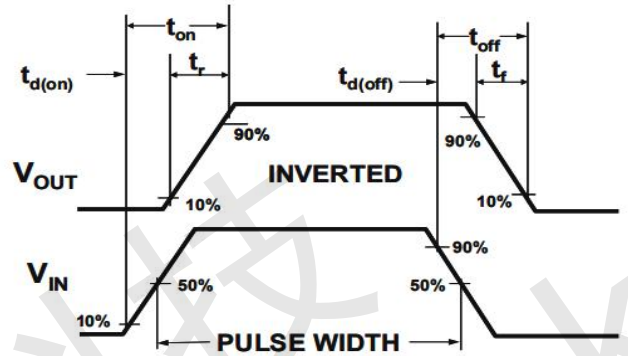 ton
toff
td(on)
tr
td(off)
tf
90%
90%
VOUT
INVERTED
10%
10%
VIN
90%
50%
50%
10%
PULSE WIDTH
技